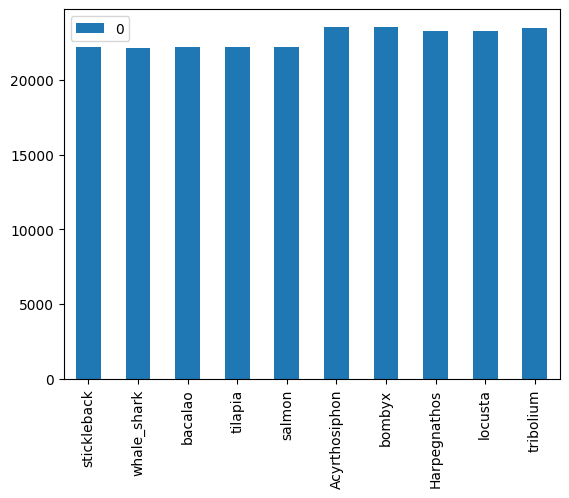 0
20000
15000
10000
5000
0
stickleback
whale_shark
bacalao
tilapia
salmon
Acyrthosiphon
bombyx
Harpegnathos
locusta
tribolium